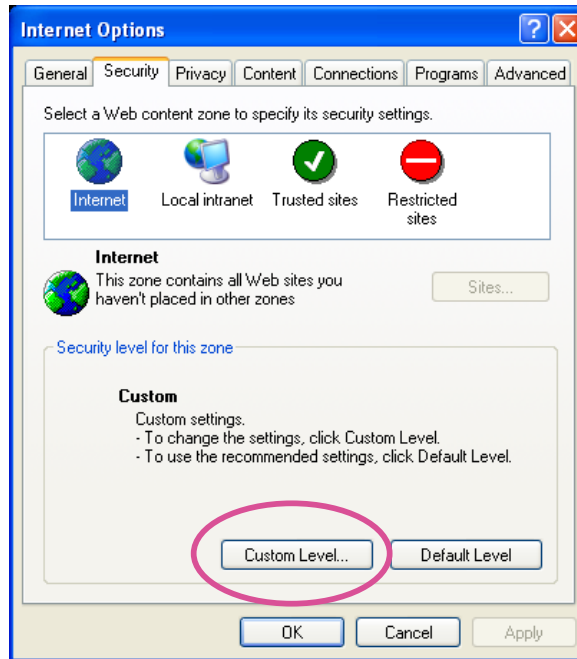 Internet Options
General Security Privacy Content Connections Programs Advanced
Select a Web content zone to specify its security settings.
Internet Local intranet Trusted sites Restricted
sites
Internet
This zone contains all Web sites you
haven't placed in other zones
Sites...
Security level for this zone
Custom
Custom settings.
- To change the settings, click Custom Level.
- To use the recommended settings, click Default Level.
Custom Level... Default Level
OK Cancel Apply